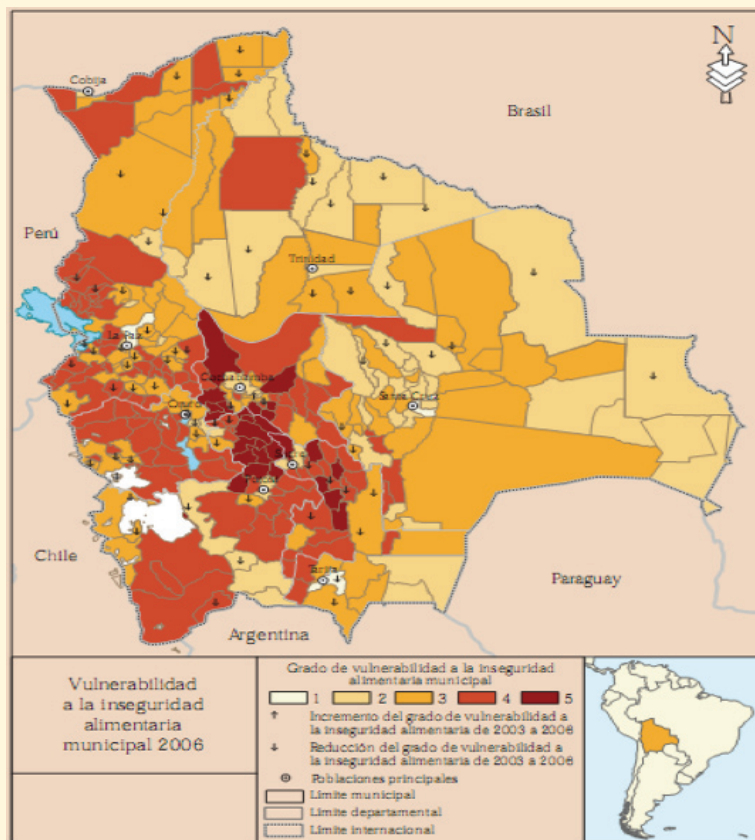 N
Cobija
Brasil
Perú
Trinidad
La Paz
Cochabamba
Oruro
Santa Cruz
Sucre
Potosí
Chile
Tarija
Paraguay
Argentina
Vulnerabilidad
a la inseguridad
alimentaria
municipal 2006
Grado de vulnerabilidad a la inseguridad
alimentaria municipal
1 2 3 4 5
Incremento del grado de vulnerabilidad a
la inseguridad alimentaria de 2003 a 2006
Reducción del grado de vulnerabilidad a
la inseguridad alimentaria de 2003 a 2006
Poblaciones principales
Límite municipal
Límite departamental
Límite internacional